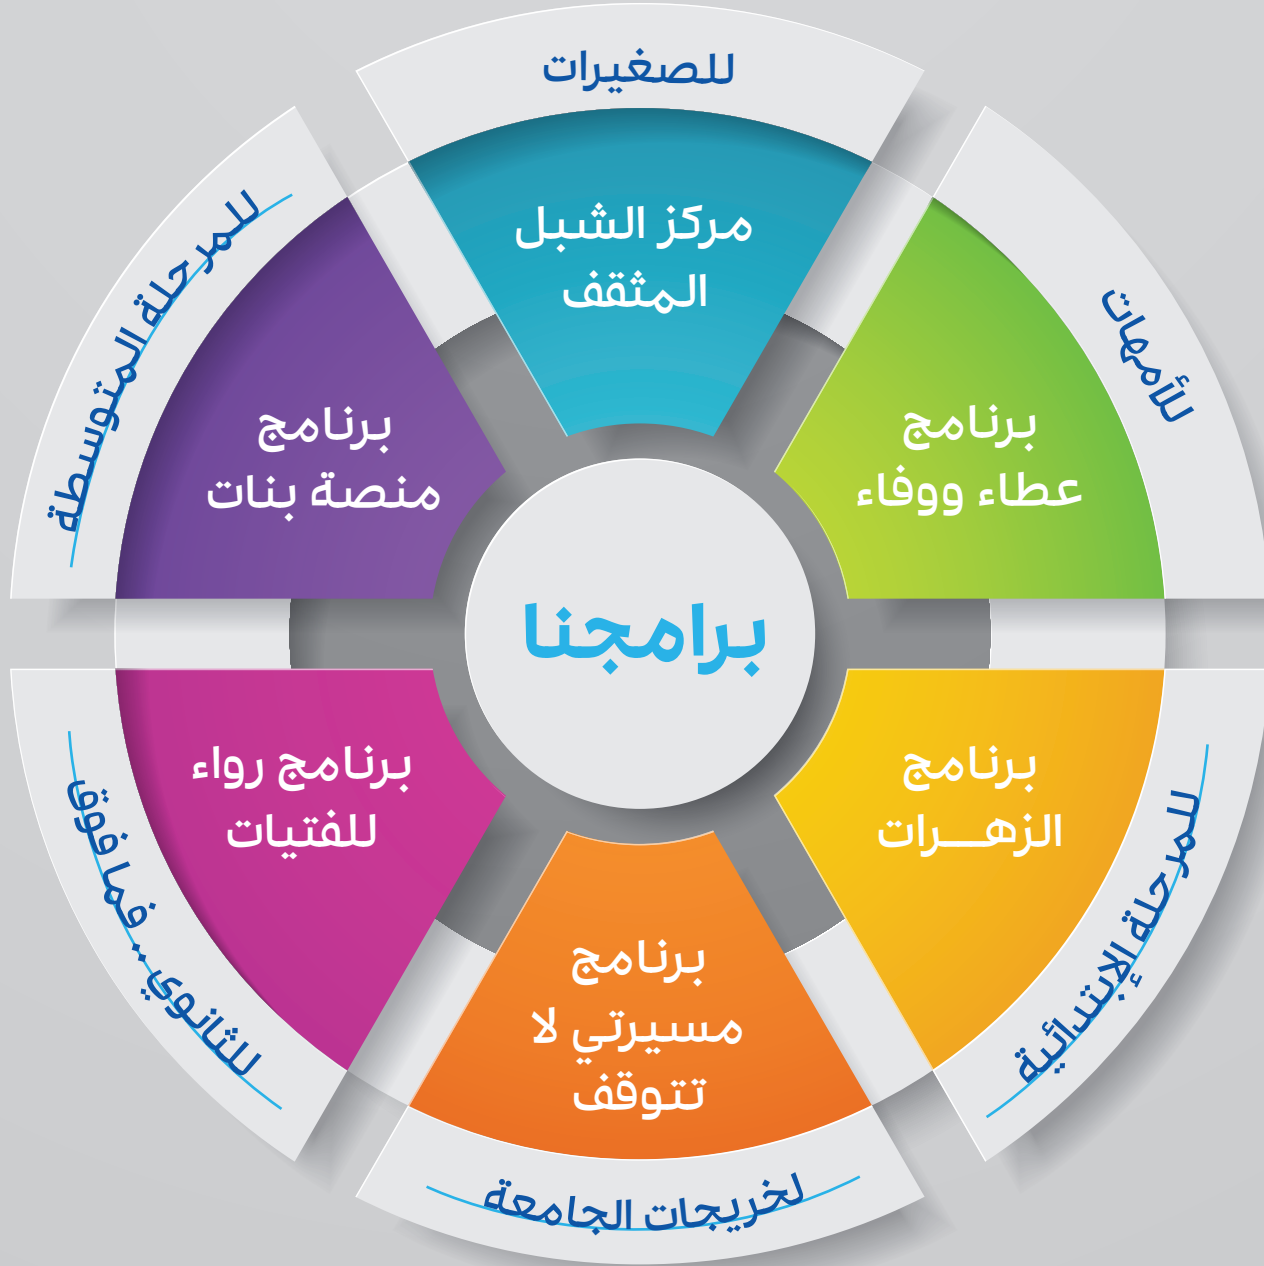 للصغيرات
مركز الشبل
المثقف
للأمهات
برنامج
عطاء ووفاء
للمرحلة الإبتدائية
برنامج
الزهـــرات
لخريجات الجامعة
برنامج
مسيرتي لا
تتوقف
للثانوي.. فما فوق
برنامج رواء
للفتيات
للمرحلة المتوسطة
برنامج
منصة بنات
برامجنا